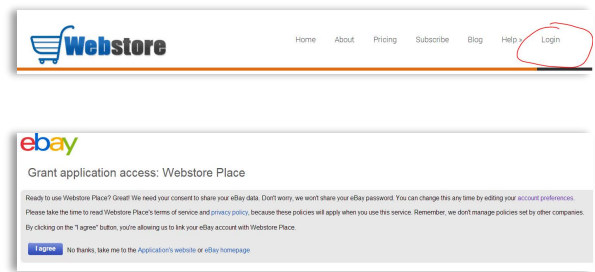 Webstore
Home About Pricing Subscribe Blog Help » Login
ebay
Grant application access: Webstore Place
Ready to use Webstore Place? Great! We need your consent to share your eBay data. Don't worry, we won't share your eBay password. You can change this any time by editing your account preferences.
Please take the time to read Webstore Place's terms of service and privacy policy, because these policies will apply when you use this service. Remember, we don't manage policies set by other companies.
By clicking on the "I agree" button, you're allowing us to link your eBay account with Webstore Place.
I agree No thanks, take me to the Application's website or eBay homepage